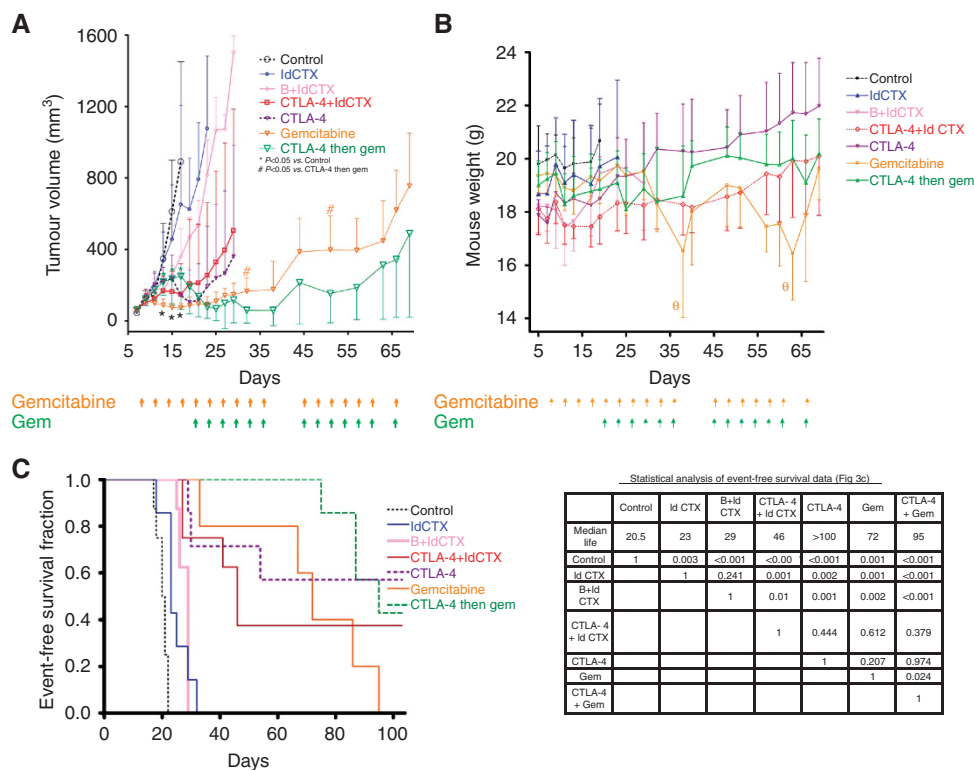 A
Tumour volume (mm³)
1600
1200
800
400
0
5 15 25 35 45 55 65
Days
Control
IdCTX
B+IdCTX
CTLA-4+IdCTX
CTLA-4
Gemcitabine
CTLA-4 then gem
* P<0.05 vs. Control
# P<0.05 vs. CTLA-4 then gem
# #
* * *
* *
Gemcitabine
Gem
B
Mouse weight (g)
24
22
20
18
16
14
5 15 25 35 45 55 65
Days
Control
IdCTX
B+IdCTX
CTLA-4+Id CTX
CTLA-4
Gemcitabine
CTLA-4 then gem
θ θ
Gemcitabine
Gem
C
Event-free survival fraction
1.0
0.8
0.6
0.4
0.2
0.0
0 20 40 60 80 100
Days
Control
IdCTX
B+IdCTX
CTLA-4+IdCTX
CTLA-4
Gemcitabine
CTLA-4 then gem
Statistical analysis of event-free survival data (Fig 3c)
Control Id CTX B+Id CTX CTLA- 4 + Id CTX CTLA-4 Gem CTLA-4 + Gem
Median life 20.5 23 29 46 >100 72 95
Control 1 0.003 <0.001 <0.00 <0.001 0.001 <0.001
Id CTX 1 0.241 0.001 0.002 0.001 <0.001
B+Id CTX 1 0.01 0.001 0.002 <0.001
CTLA- 4 + Id CTX 1 0.444 0.612 0.379
CTLA-4 1 0.207 0.974
Gem 1 0.024
CTLA-4 + Gem 1